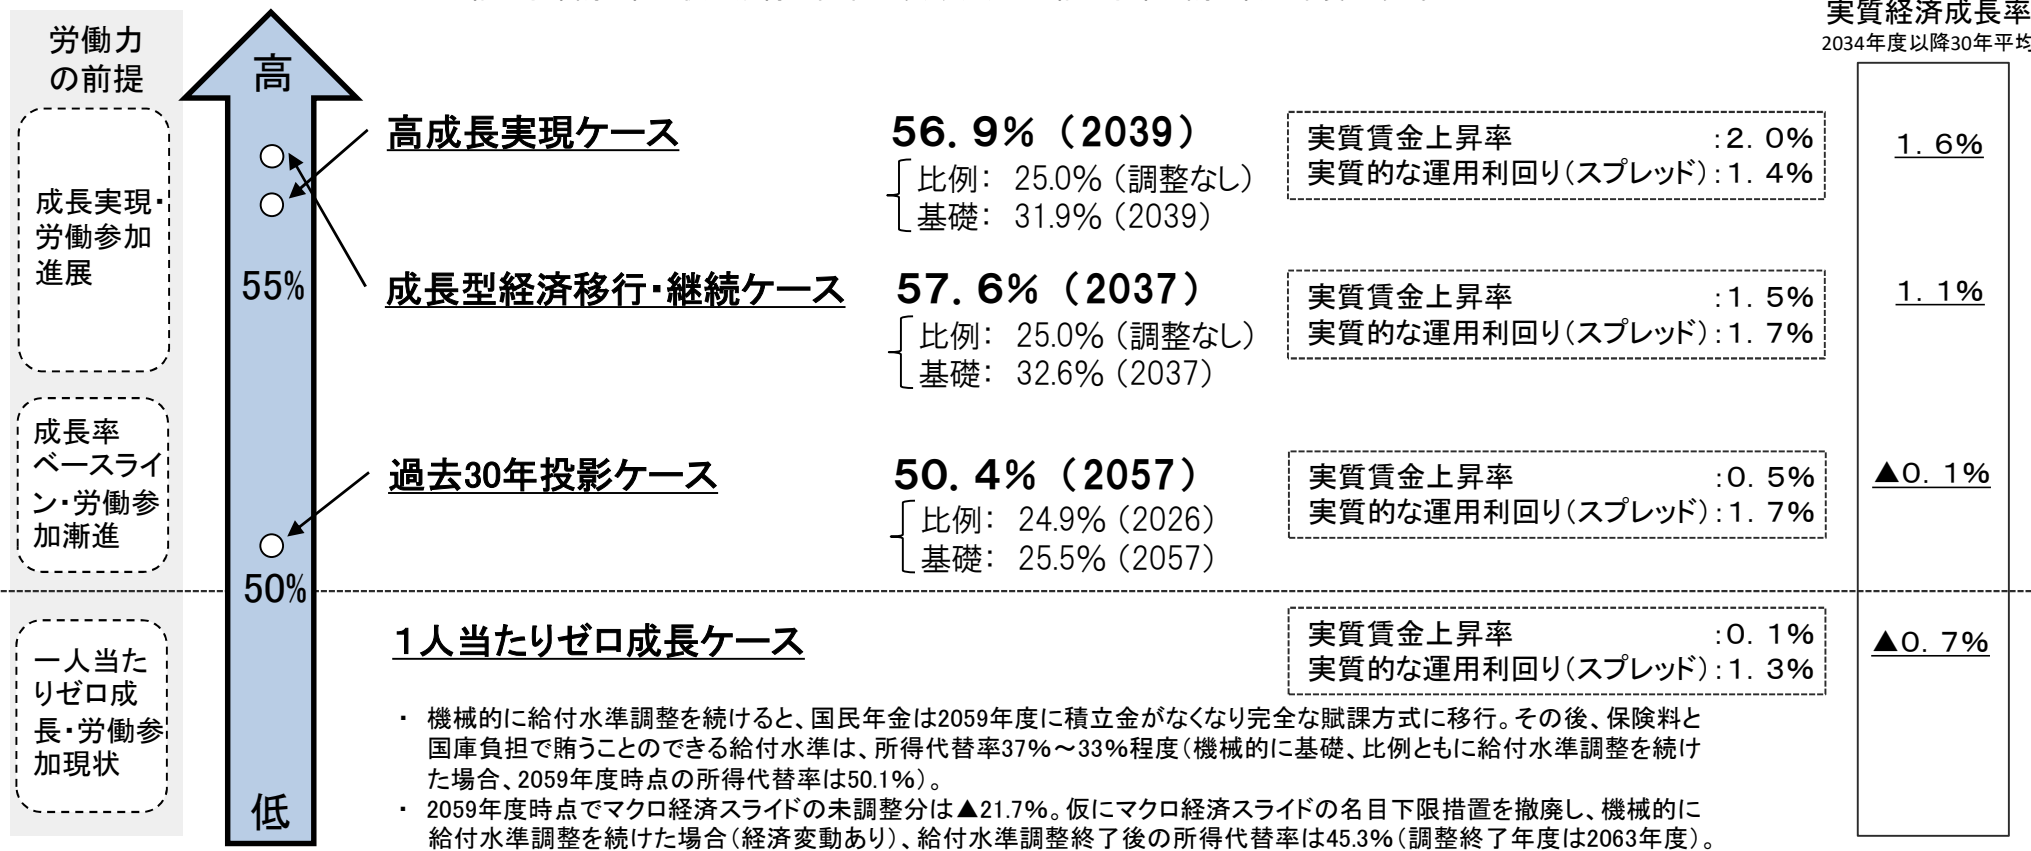 労働力
の前提
高
実質経済成長率
2034年度以降30年平均
成長実現・
労働参加
進展
高成長実現ケース
56.9%（2039）
比例： 25.0%（調整なし）
基礎： 31.9%（2039）
実質賃金上昇率 :2.0%
実質的な運用利回り（スプレッド）:1.4%
1.6%
55%
成長型経済移行・継続ケース
57.6%（2037）
比例： 25.0%（調整なし）
基礎： 32.6%（2037）
実質賃金上昇率 :1.5%
実質的な運用利回り（スプレッド）:1.7%
1.1%
成長率
ベースライ
ン・労働参
加漸進
過去30年投影ケース
50.4%（2057）
比例： 24.9%（2026）
基礎： 25.5%（2057）
実質賃金上昇率 :0.5%
実質的な運用利回り（スプレッド）:1.7%
▲0.1%
50%
一人当た
りゼロ成
長・労働参
加現状
１人当たりゼロ成長ケース
実質賃金上昇率 :0.1%
実質的な運用利回り（スプレッド）:1.3%
▲0.7%
・ 機械的に給付水準調整を続けると、国民年金は2059年度に積立金がなくなり完全な賦課方式に移行。その後、保険料と
国庫負担で賄うことのできる給付水準は、所得代替率37%～33%程度（機械的に基礎、比例ともに給付水準調整を続け
た場合、2059年度時点の所得代替率は50.1%）。
・ 2059年度時点でマクロ経済スライドの未調整分は▲21.7%。仮にマクロ経済スライドの名目下限措置を撤廃し、機械的に
給付水準調整を続けた場合（経済変動あり）、給付水準調整終了後の所得代替率は45.3%（調整終了年度は2063年度）。
低